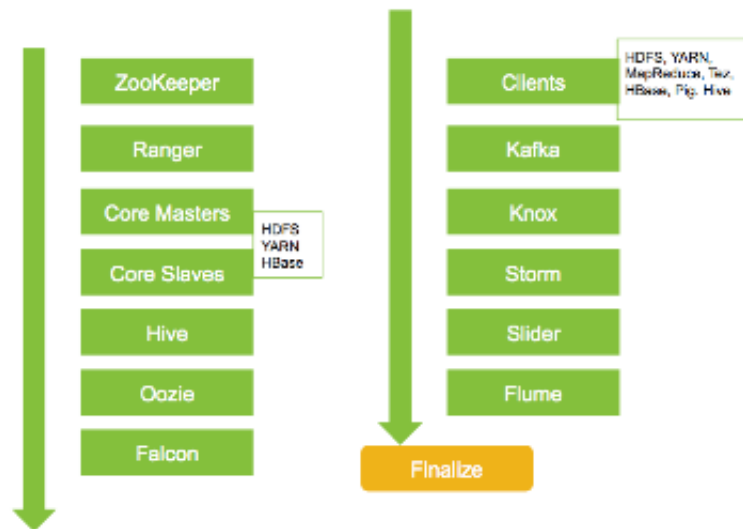 ZooKeeper
Ranger
Core Masters
HDFS
YARN
HBase
Core Slaves
Hive
Oozie
Falcon
Clients
HDFS, YARN,
MapReduce, Tez,
HBase, Pig, Hive
Kafka
Knox
Storm
Slider
Flume
Finalize